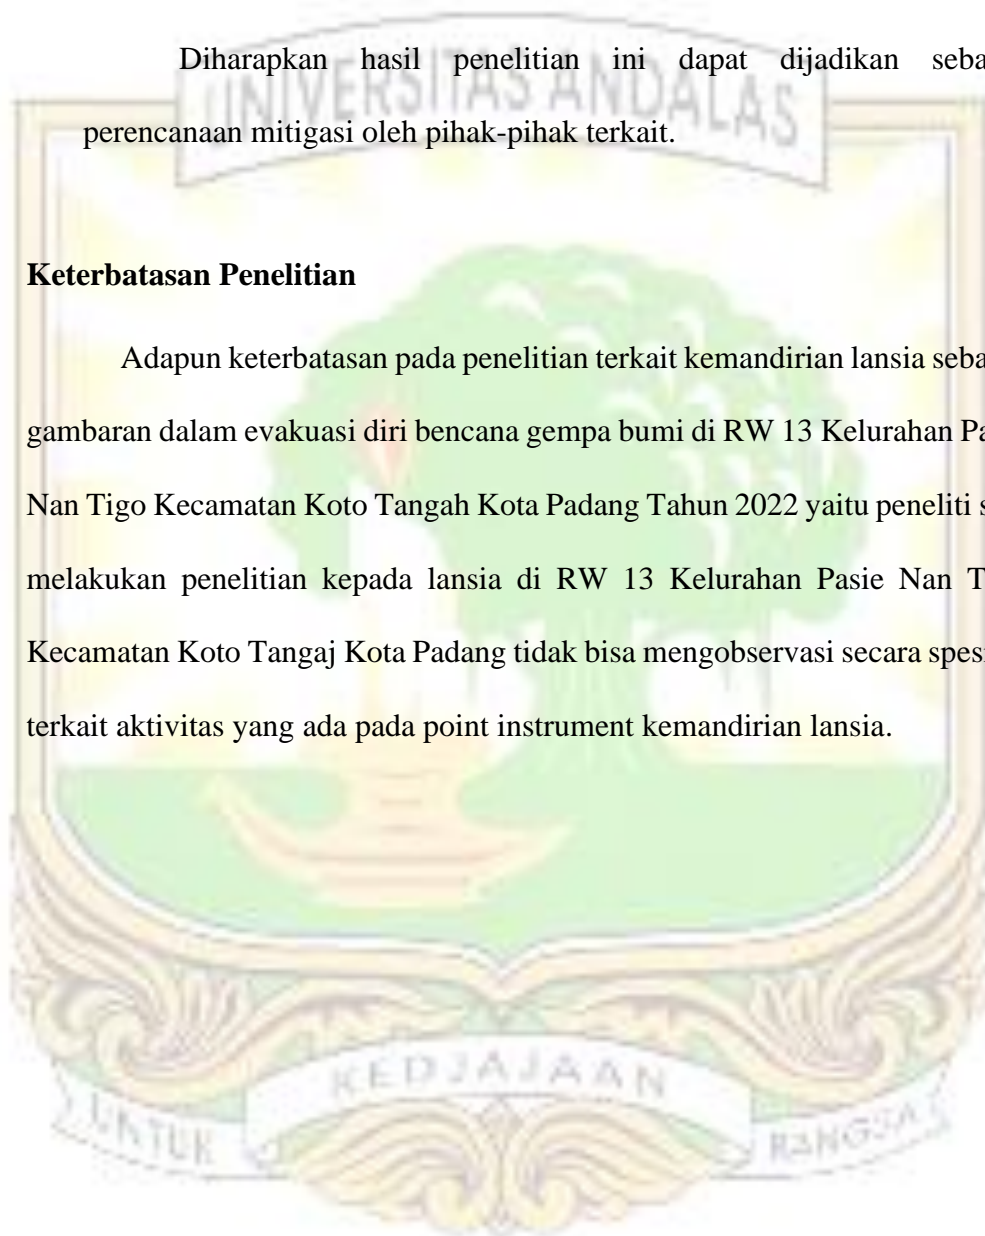 UNIVERSITAS ANDALAS
Diharapkan hasil penelitian ini dapat dijadikan seba
perencanaan mitigasi oleh pihak-pihak terkait.
Keterbatasan Penelitian
Adapun keterbatasan pada penelitian terkait kemandirian lansia seba
gambaran dalam evakuasi diri bencana gempa bumi di RW 13 Kelurahan Pa
Nan Tigo Kecamatan Koto Tangah Kota Padang Tahun 2022 yaitu peneliti s
melakukan penelitian kepada lansia di RW 13 Kelurahan Pasie Nan T
Kecamatan Koto Tangaj Kota Padang tidak bisa mengobservasi secara spesi
terkait aktivitas yang ada pada point instrument kemandirian lansia.
KEDJAJAAN
UNTUK BANGSA